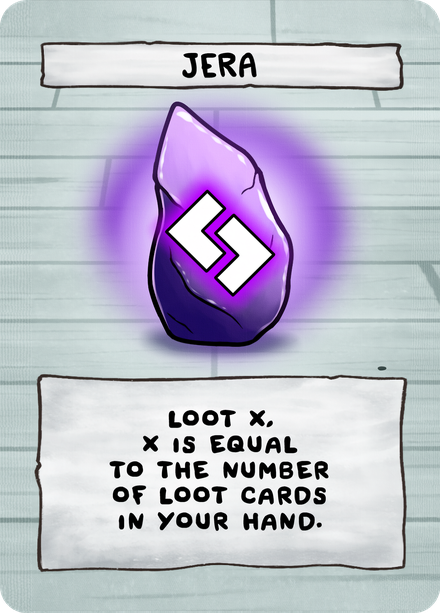 JERA
LOOT X,
X IS EQUAL
TO THE NUMBER
OF LOOT CARDS
IN YOUR HAND.